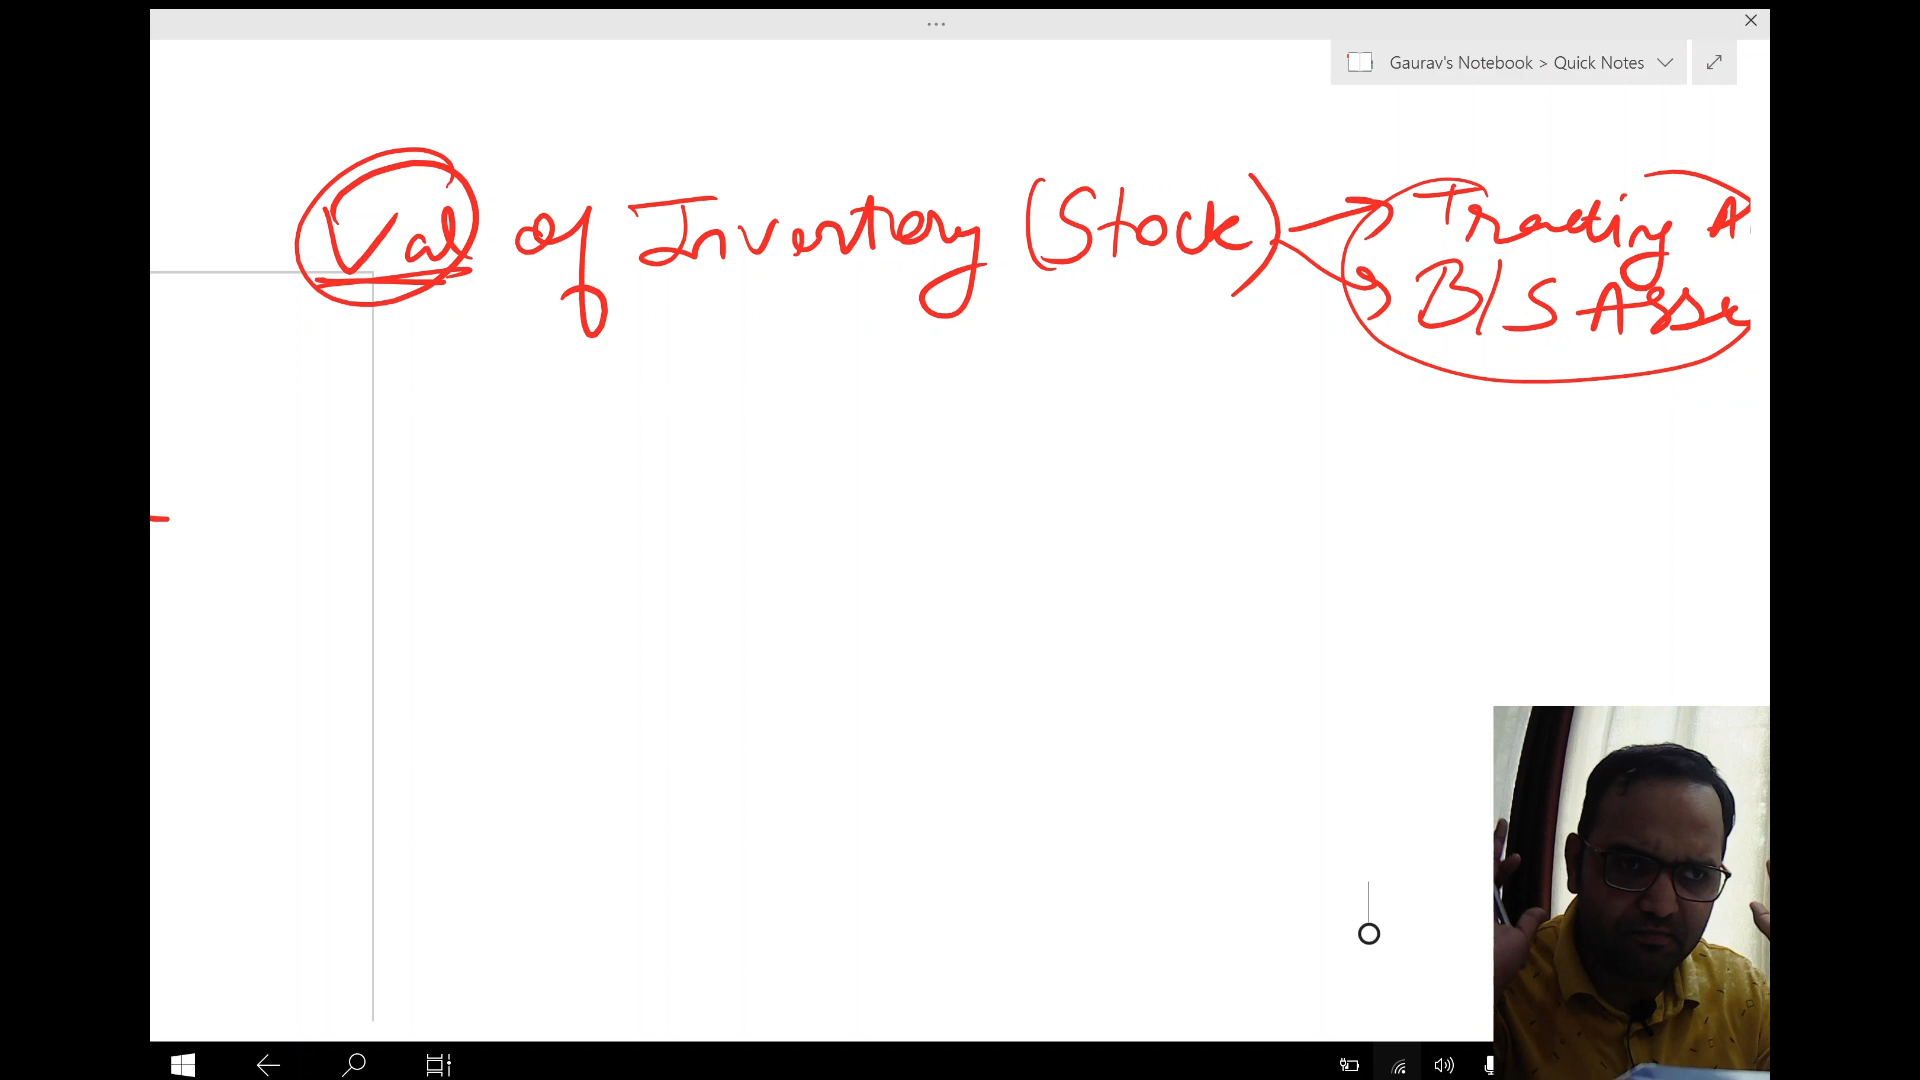 Gaurav's Notebook > Quick Notes
Val of Inventory (Stock) Trading A
B/S Asse